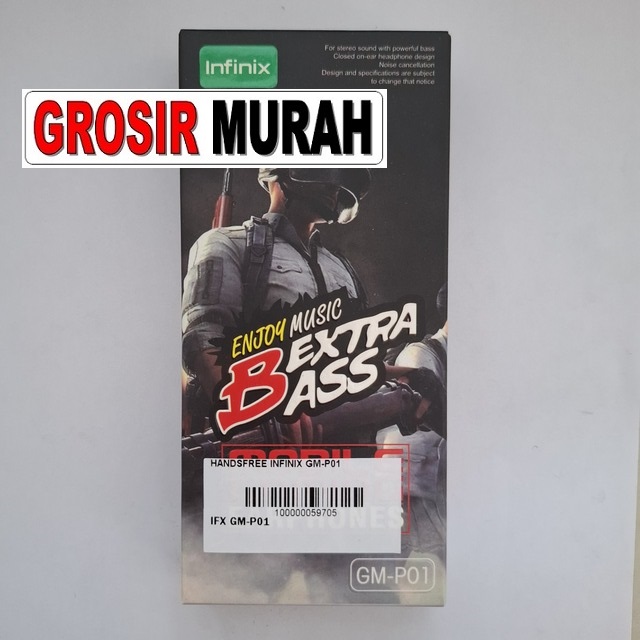 Infinix
For stereo sound with powerful bass
Closed on-ear headphone design
Noise cancellation
Design and specifications are subject
to change that notice
GROSIR MURAH
ENJOY MUSIC
EXTRA
BASS
HANDSFREE INFINIX GM-P01
100000059705
IFX GM-P01
GM-P01